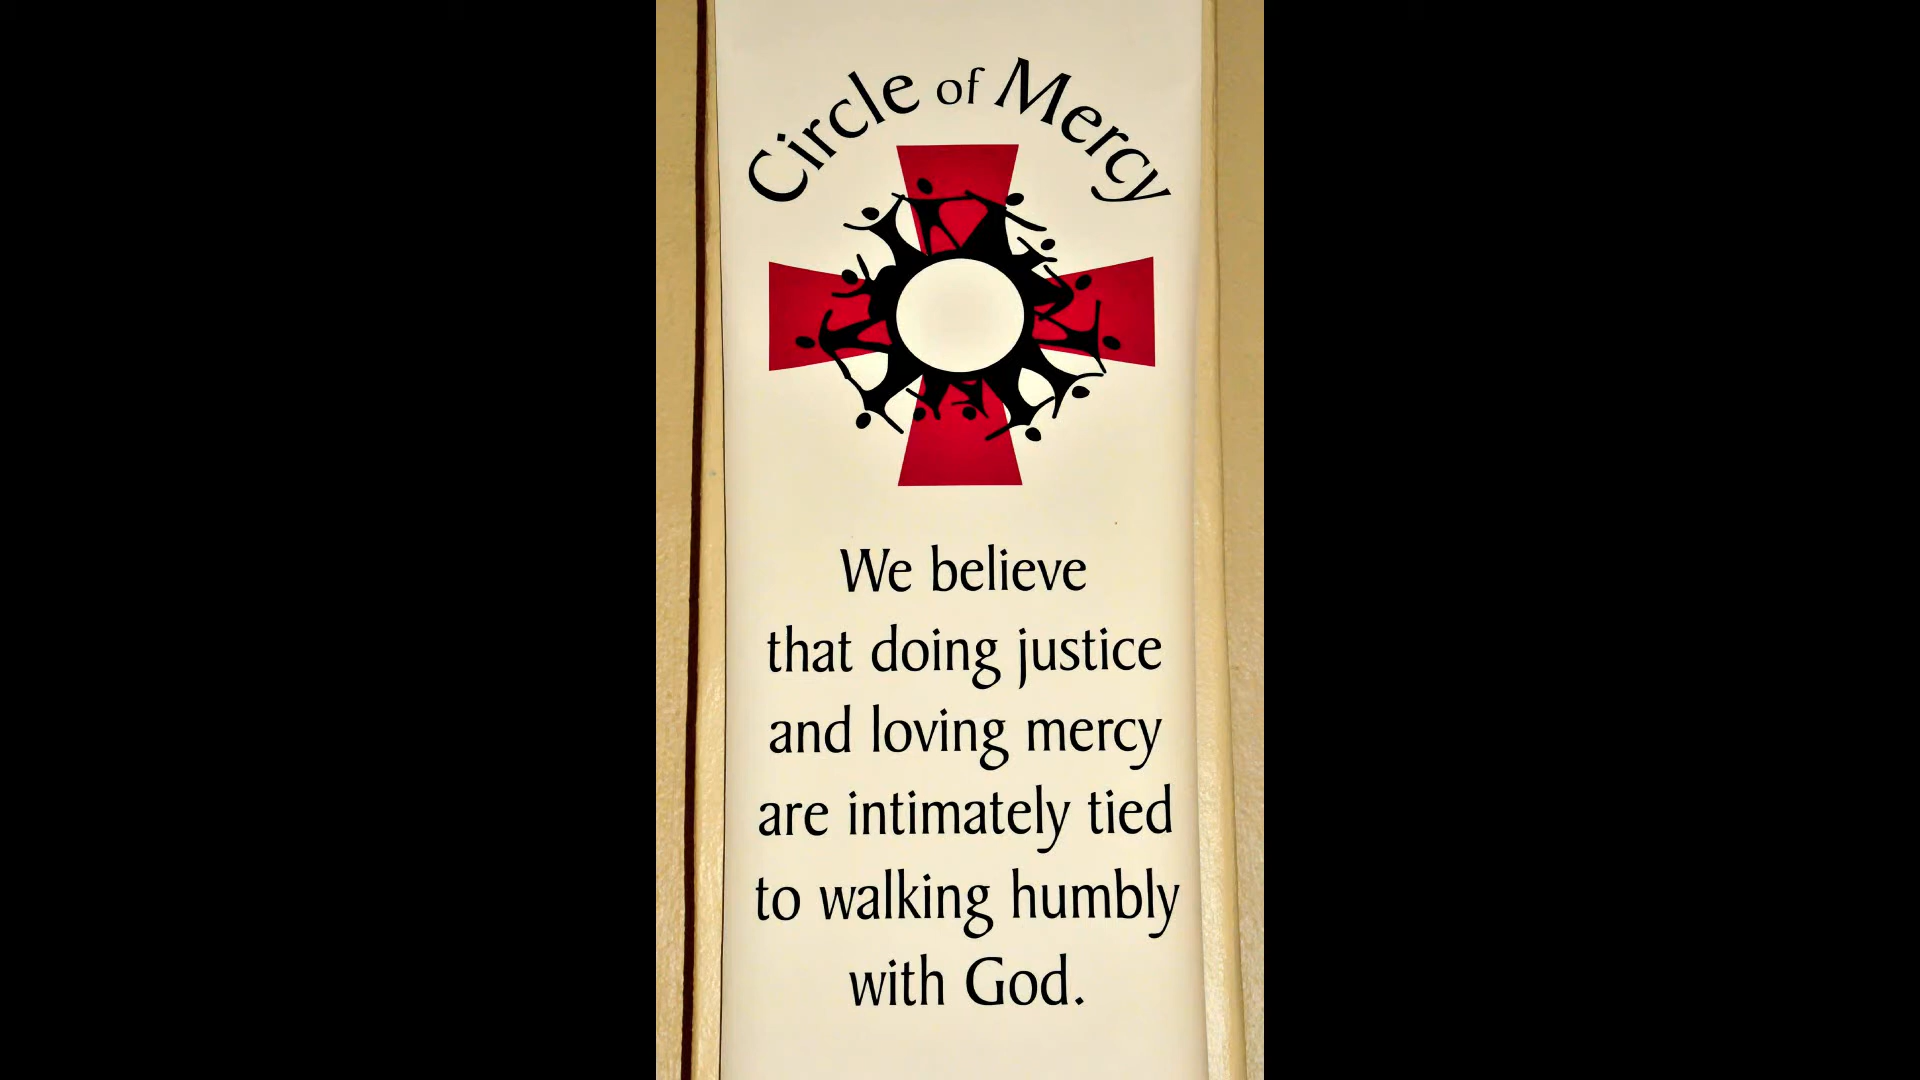 Circle of Mercy
We believe
that doing justice
and loving mercy
are intimately tied
to walking humbly
with God.